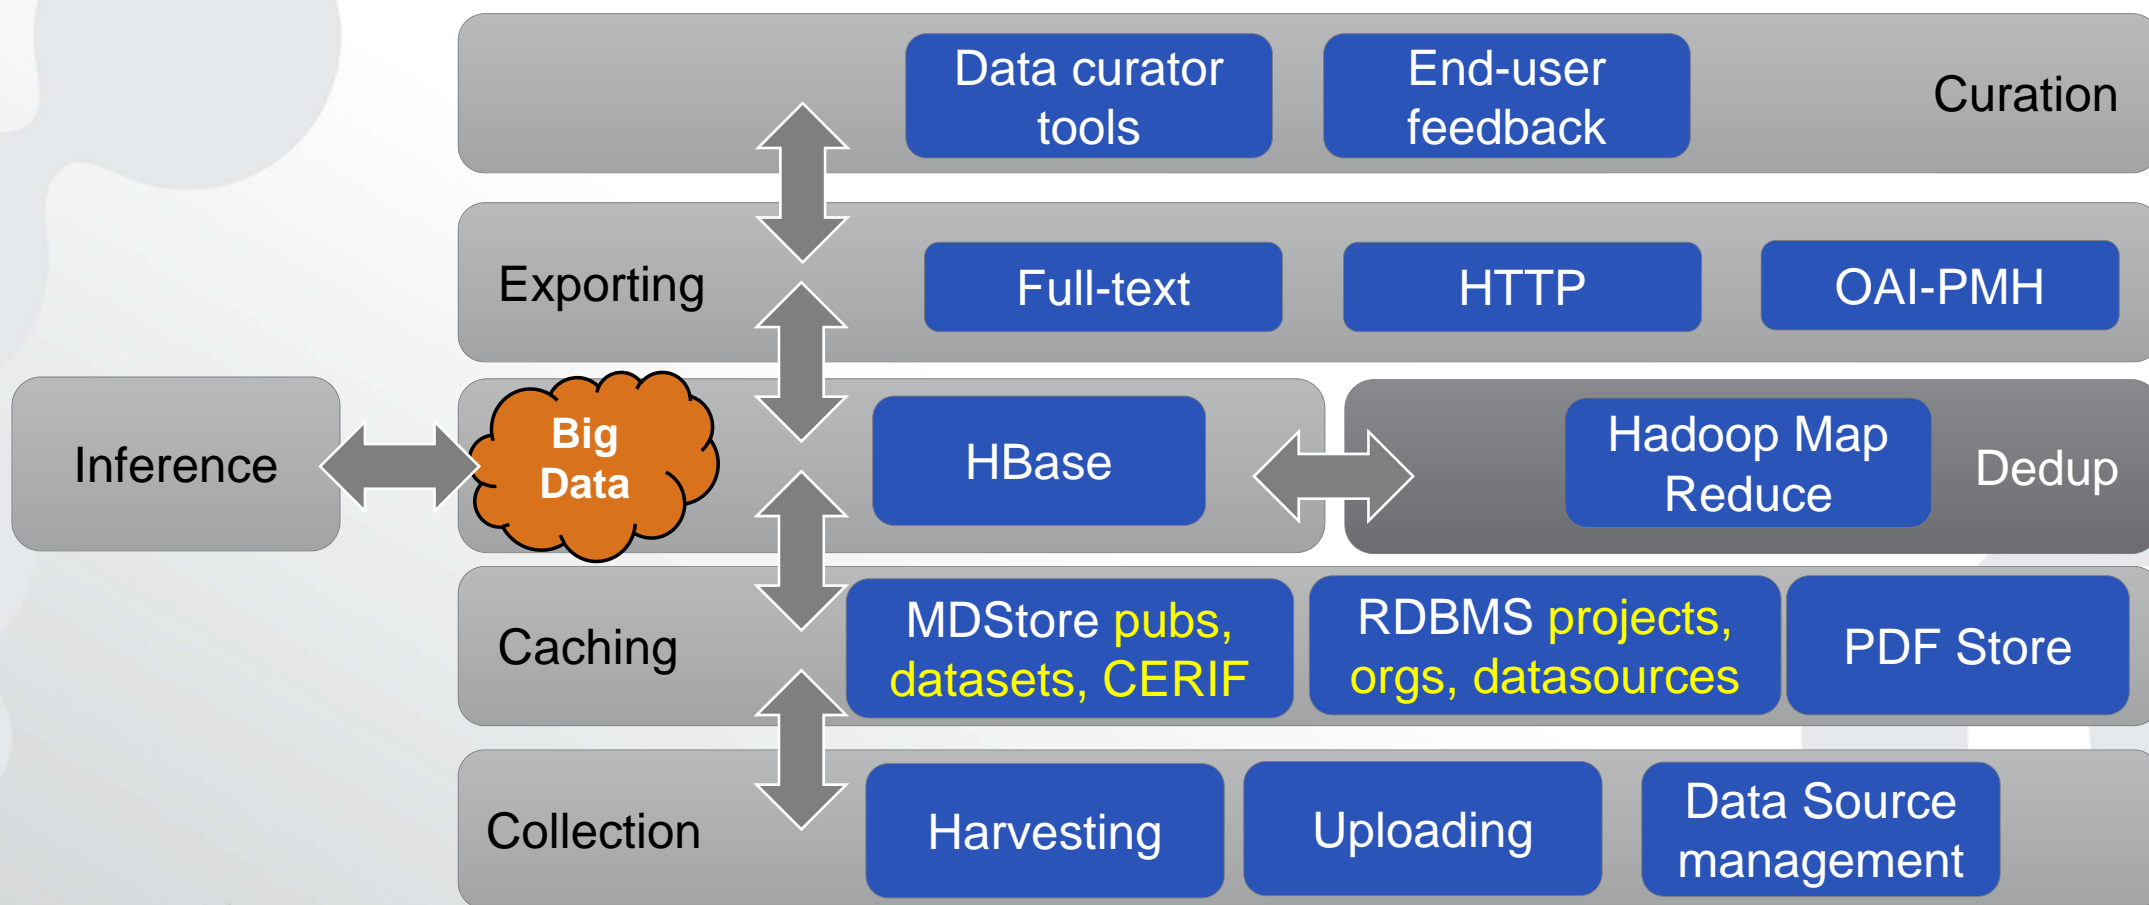 Data curator
tools
End-user
feedback
Curation
Exporting
Full-text
HTTP
OAI-PMH
Inference
Big
Data
HBase
Hadoop Map
Reduce
Dedup
Caching
MDStore pubs,
datasets, CERIF
RDBMS projects,
orgs, datasources
PDF Store
Collection
Harvesting
Uploading
Data Source
management